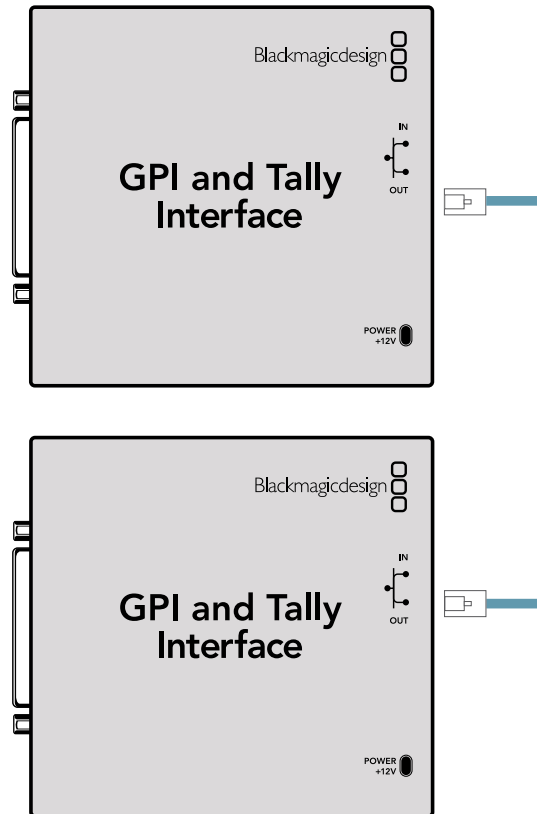 Blackmagicdesign
IN
OUT
GPI and Tally
Interface
POWER
+12V
Blackmagicdesign
IN
OUT
GPI and Tally
Interface
POWER
+12V